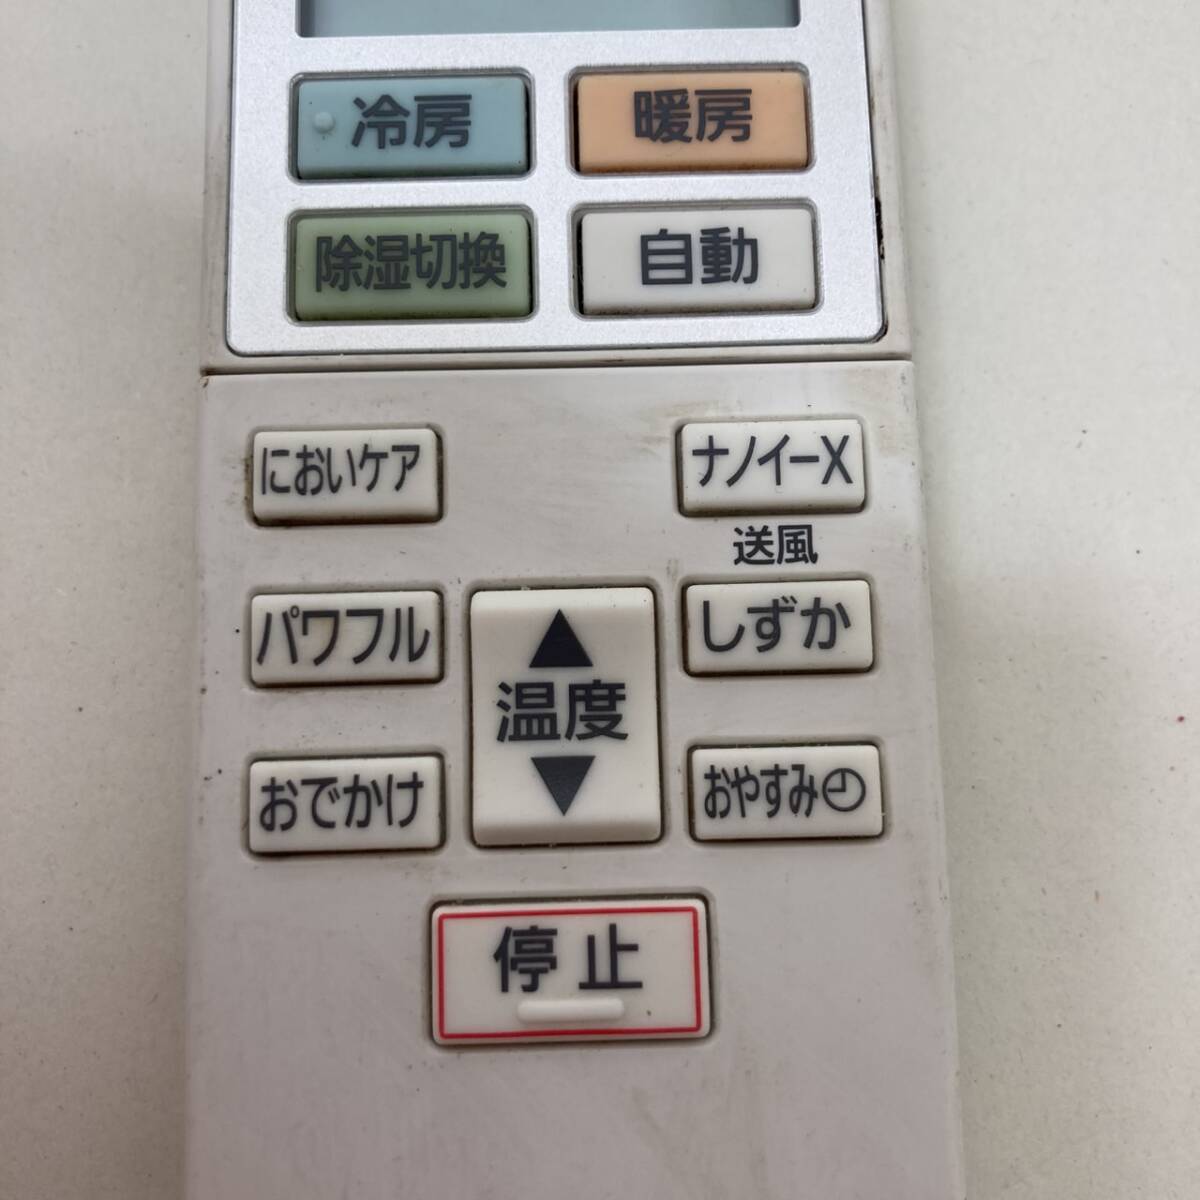 冷房
暖房
除湿切換
自動
においケア
ナノイーX
送風
パワフル
▲
温度
▼
しずか
おでかけ
おやすみ
停止